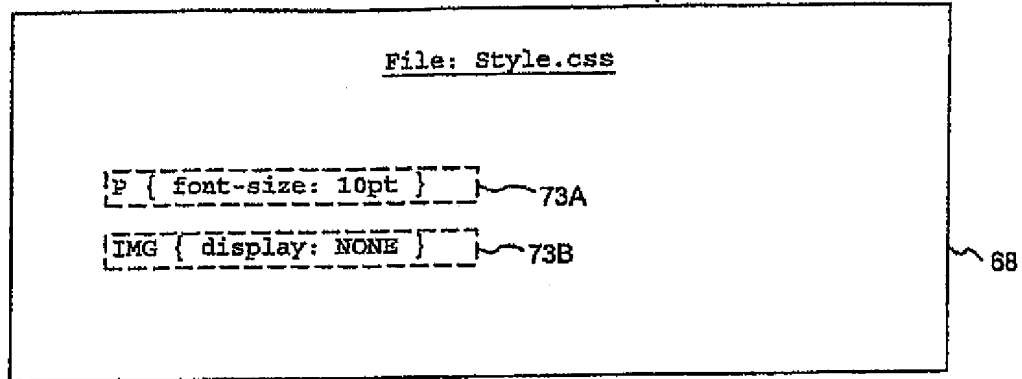 File: Style.css
P { font-size: 10pt }
73A
IMG { display: NONE }
73B
68